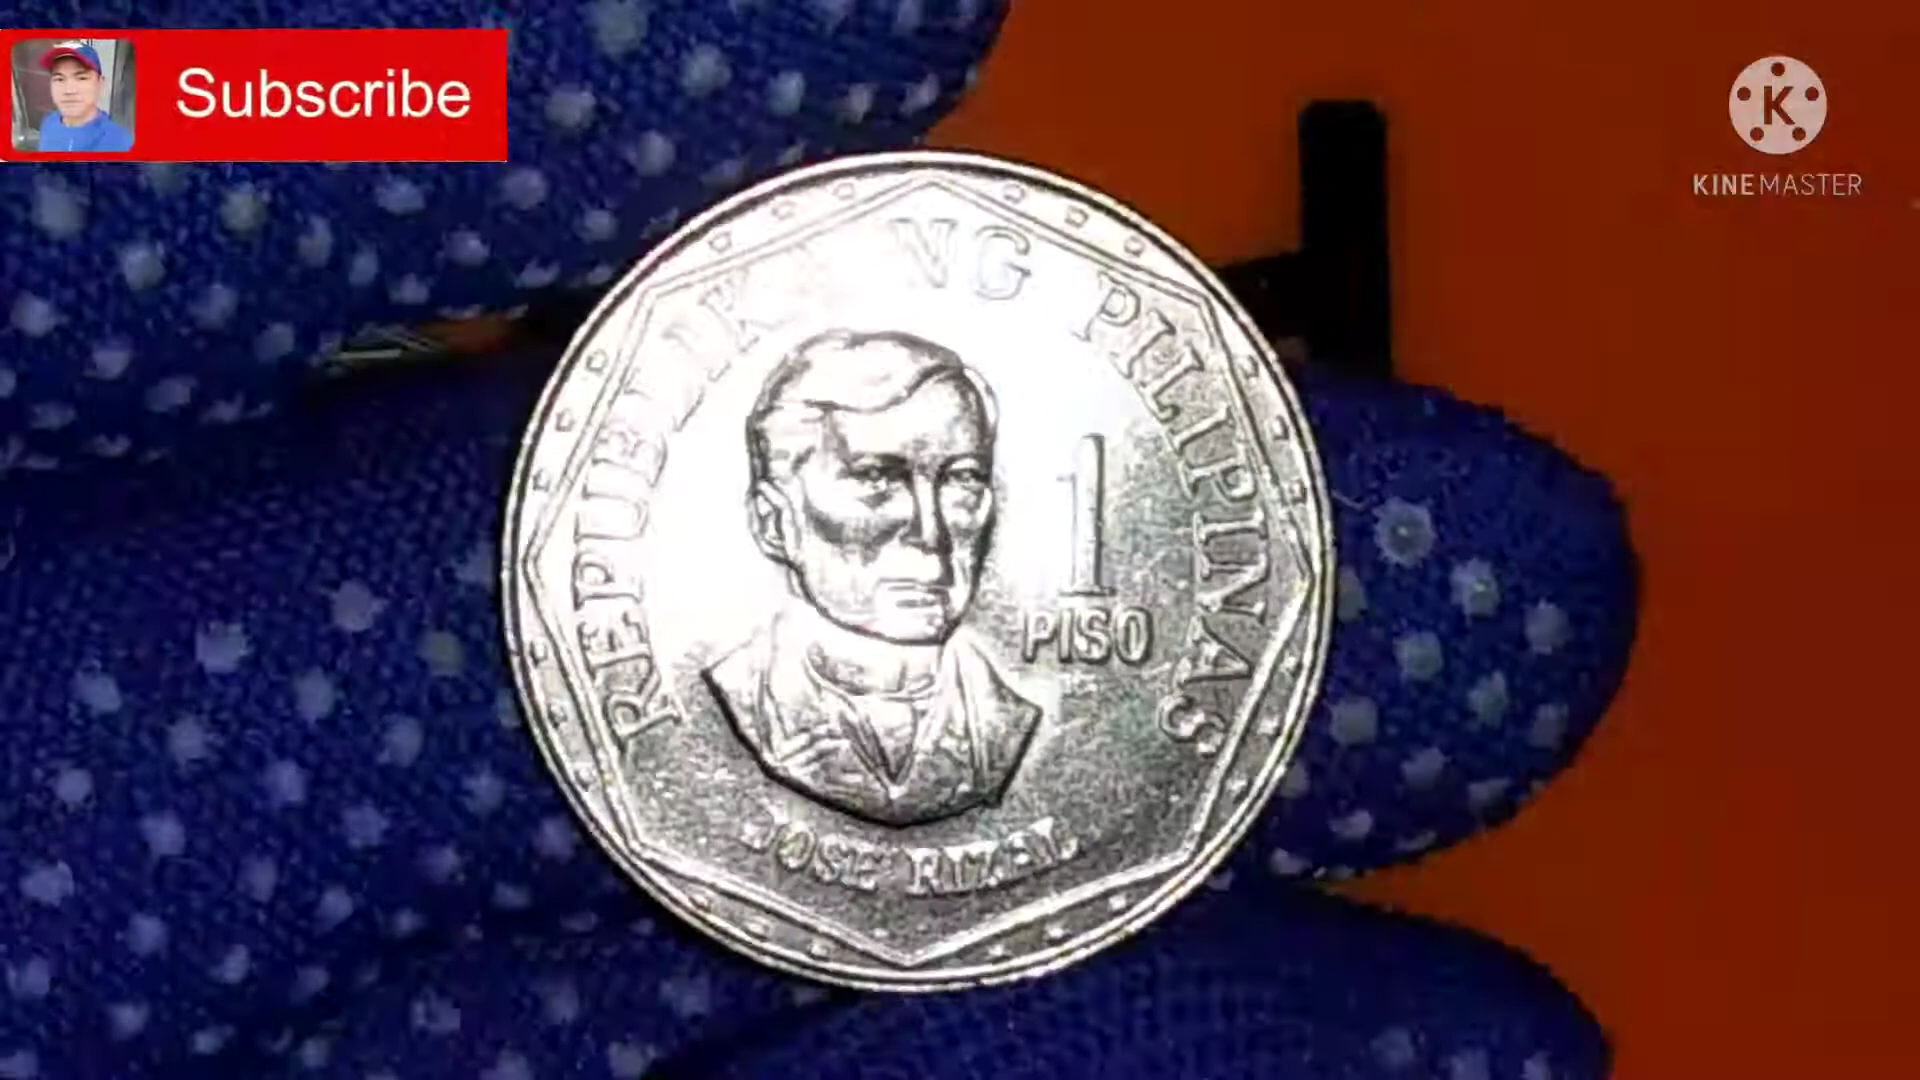 Subscribe
K
KINEMASTER
REPUBLIKA NG PILIPINAS
1
PISO
JOSE RIZAL